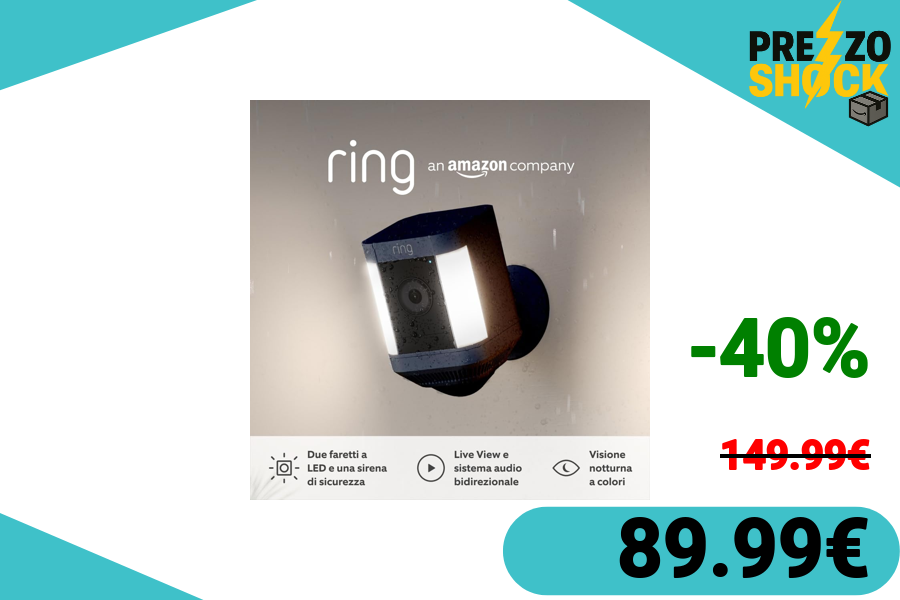 PREZZO
SHOCK
ring an amazon company
ring
Due faretti a
LED e una sirena
di sicurezza
Live View e
sistema audio
bidirezionale
Visione
notturna
a colori
-40%
149.99€
89.99€